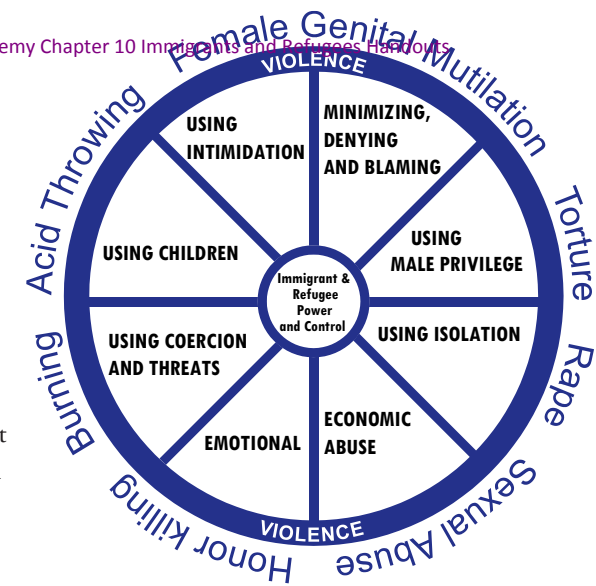 emy Chapter 10 Immigrants and Refugees Handouts
Female Genital Mutilation
Torture
Rape
Sexual Abuse
Honor Killing
Burning
Acid Throwing
VIOLENCE
USING
INTIMIDATION
MINIMIZING,
DENYING
AND BLAMING
USING
MALE PRIVILEGE
USING CHILDREN
Immigrant &
Refugee
Power
and Control
USING ISOLATION
USING COERCION
AND THREATS
EMOTIONAL
ECONOMIC
ABUSE
VIOLENCE
t